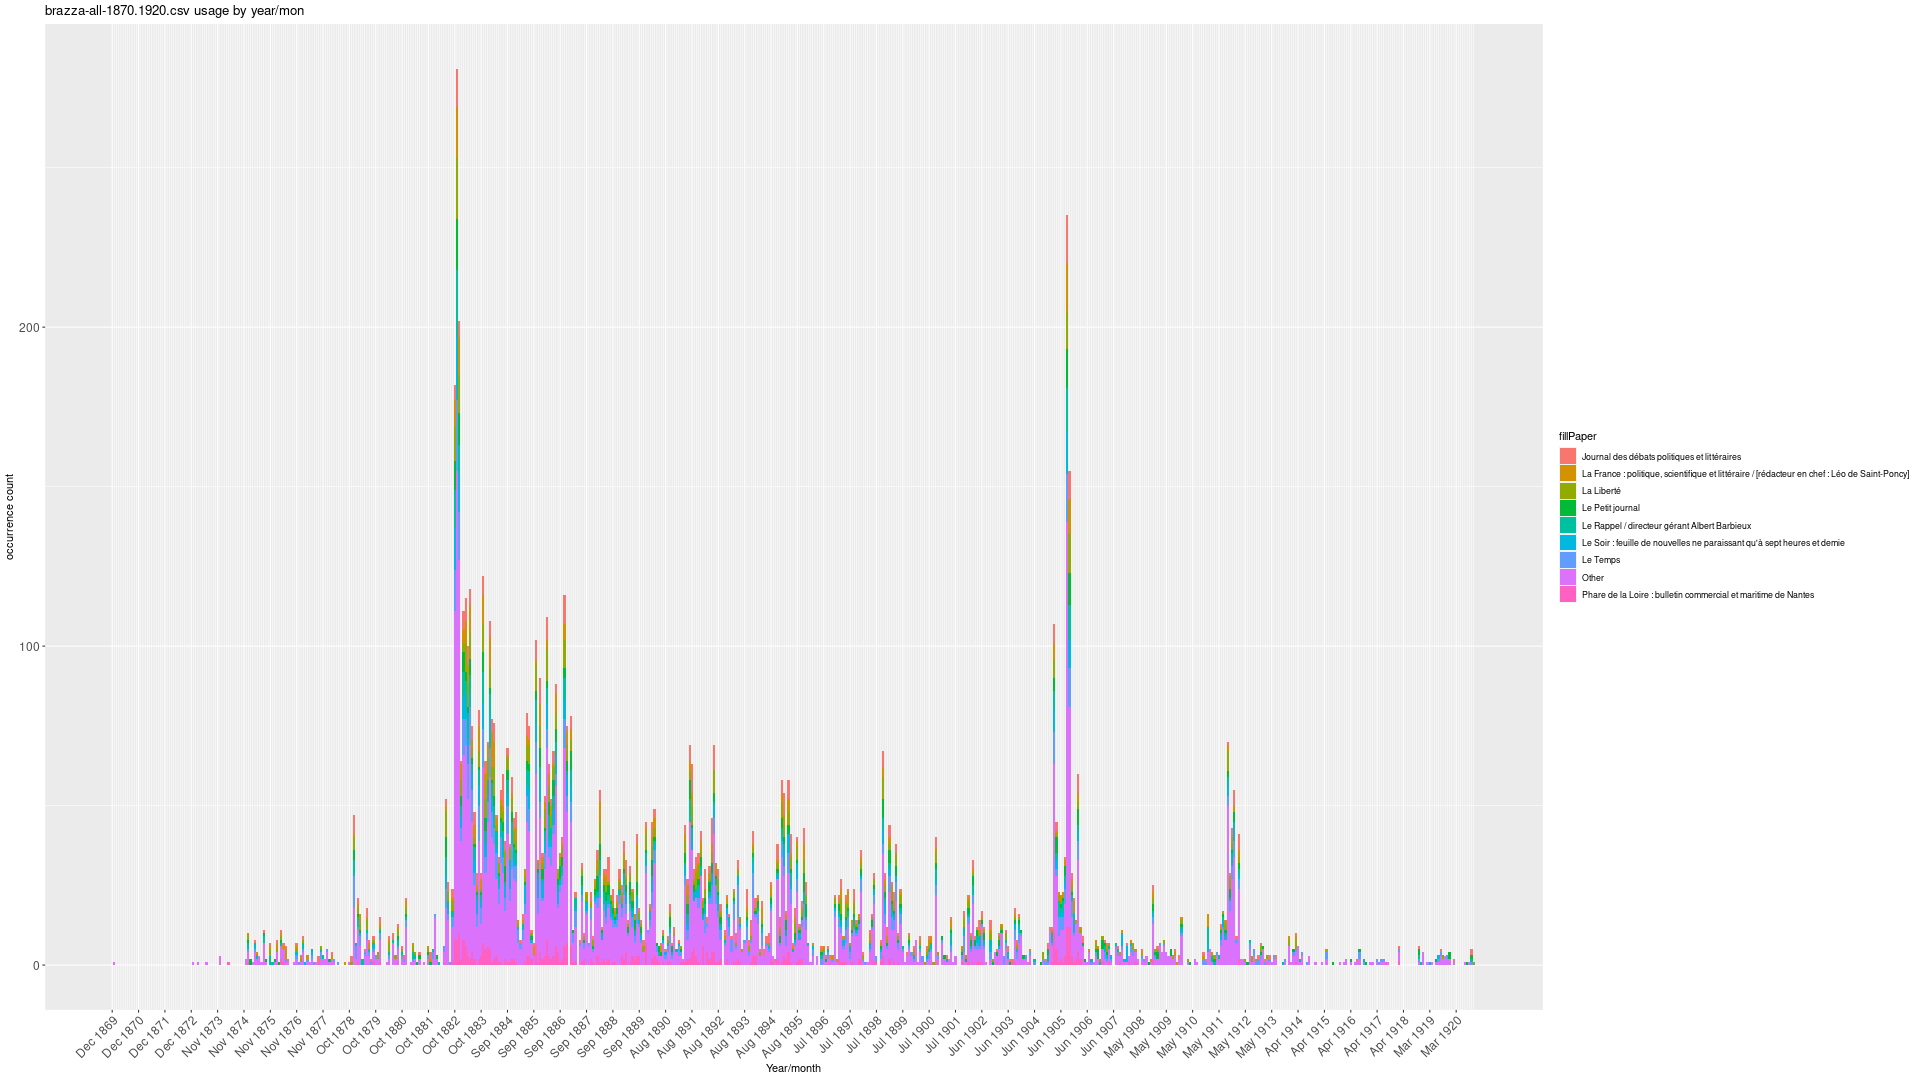 brazza-all-1870.1920.csv usage by year/mon
occurrence count
200
100
0
Dec 1869
Dec 1870
Dec 1871
Dec 1872
Nov 1873
Nov 1874
Nov 1875
Nov 1876
Nov 1877
Oct 1878
Oct 1879
Oct 1880
Oct 1881
Oct 1882
Oct 1883
Sep 1884
Sep 1885
Sep 1886
Sep 1887
Sep 1888
Sep 1889
Aug 1890
Aug 1891
Aug 1892
Aug 1893
Aug 1894
Aug 1895
Jul 1896
Jul 1897
Jul 1898
Jul 1899
Jul 1900
Jul 1901
Jun 1902
Jun 1903
Jun 1904
Jun 1905
Jun 1906
Jun 1907
May 1908
May 1909
May 1910
May 1911
May 1912
May 1913
Apr 1914
Apr 1915
Apr 1916
Apr 1917
Apr 1918
Mar 1919
Mar 1920
Year/month
fillPaper
Journal des débats politiques et littéraires
La France : politique, scientifique et littéraire / [rédacteur en chef : Léo de Saint-Poncy]
La Liberté
Le Petit journal
Le Rappel / directeur gérant Albert Barbieux
Le Soir : feuille de nouvelles ne paraissant qu'à sept heures et demie
Le Temps
Other
Phare de la Loire : bulletin commercial et maritime de Nantes